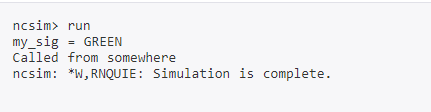 ncsim> run
my_sig = GREEN
Called from somewhere
ncsim: *W,RNQUIE: Simulation is complete.